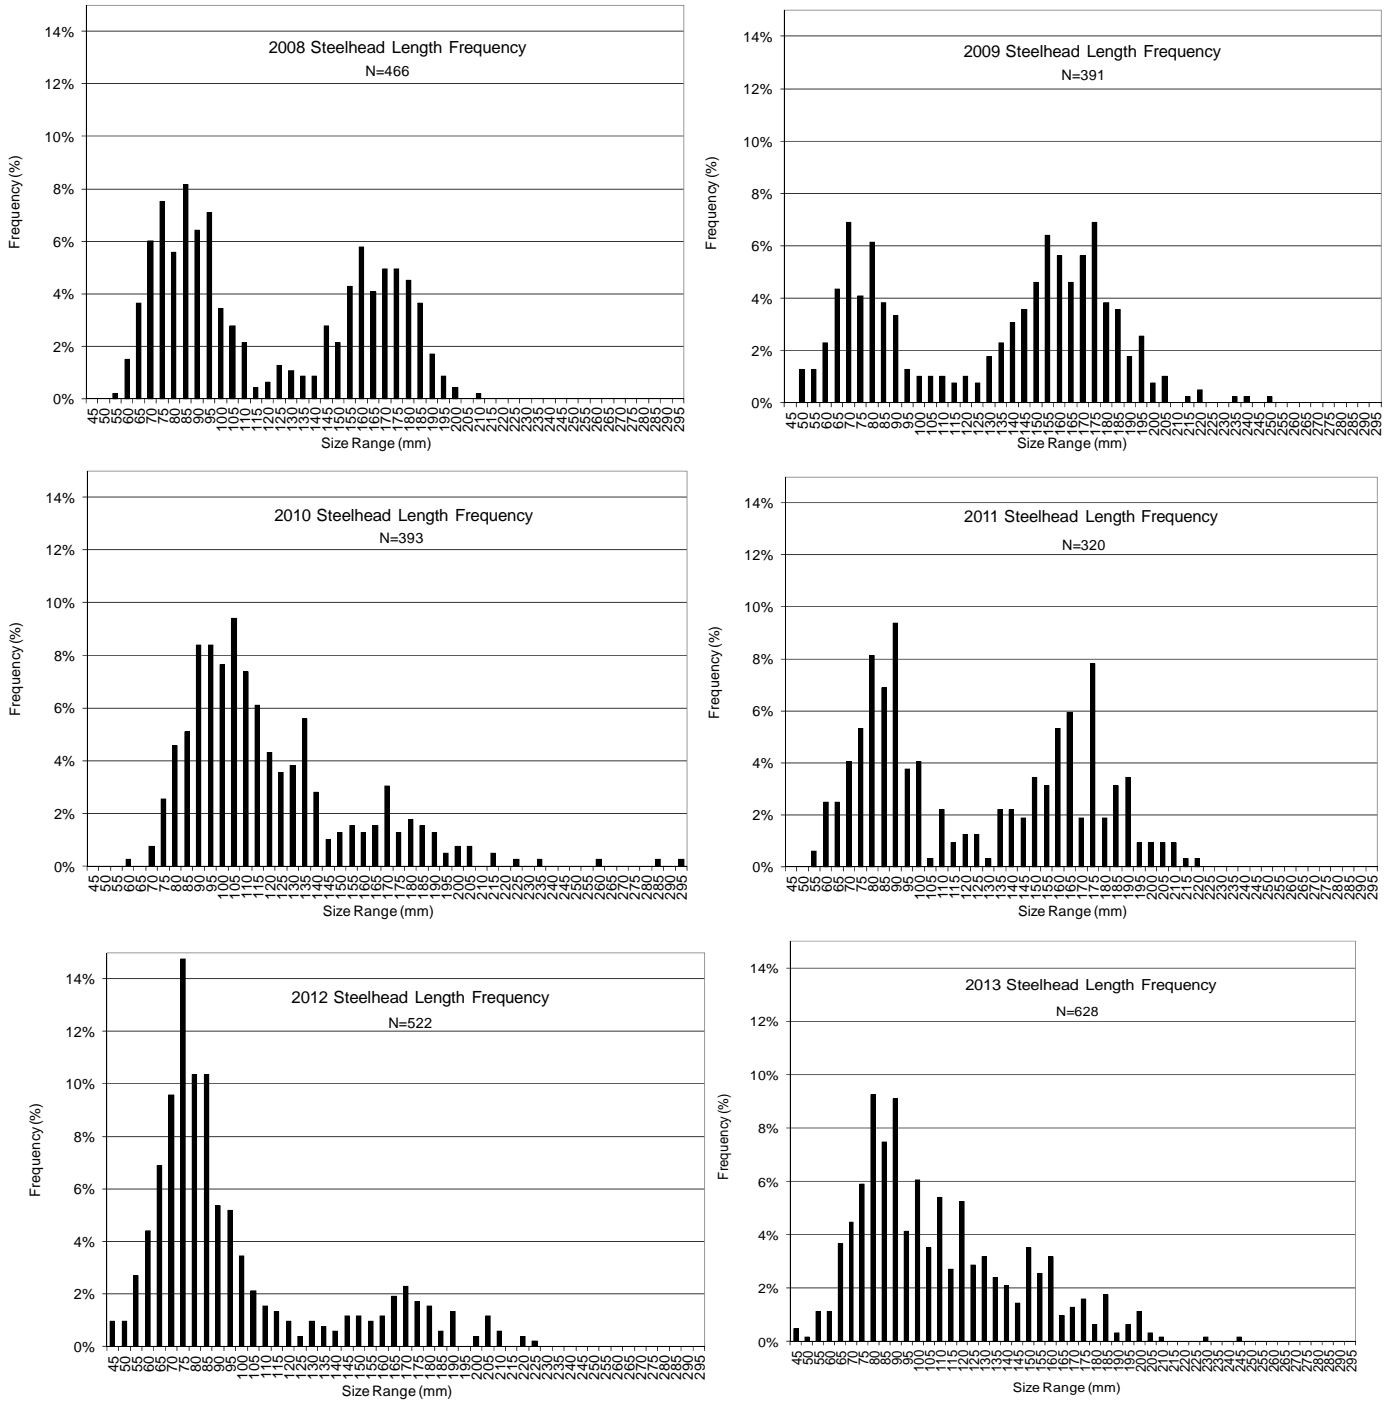 2008 Steelhead Length Frequency
N=466
Frequency (%)
14%
12%
10%
8%
6%
4%
2%
0%
45 50 55 60 65 70 75 80 85 90 95 100 105 110 115 120 125 130 135 140 145 150 155 160 165 170 175 180 185 190 195 200 205 210 215 220 225 230 235 240 245 250 255 260 265 270 275 280 285 290 295
Size Range (mm)
2009 Steelhead Length Frequency
N=391
Frequency (%)
14%
12%
10%
8%
6%
4%
2%
0%
45 50 55 60 65 70 75 80 85 90 95 100 105 110 115 120 125 130 135 140 145 150 155 160 165 170 175 180 185 190 195 200 205 210 215 220 225 230 235 240 245 250 255 260 265 270 275 280 285 290 295
Size Range (mm)
2010 Steelhead Length Frequency
N=393
Frequency (%)
14%
12%
10%
8%
6%
4%
2%
0%
45 50 55 60 65 70 75 80 85 90 95 100 105 110 115 120 125 130 135 140 145 150 155 160 165 170 175 180 185 190 195 200 205 210 215 220 225 230 235 240 245 250 255 260 265 270 275 280 285 290 295
Size Range (mm)
2011 Steelhead Length Frequency
N=320
Frequency (%)
14%
12%
10%
8%
6%
4%
2%
0%
45 50 55 60 65 70 75 80 85 90 95 100 105 110 115 120 125 130 135 140 145 150 155 160 165 170 175 180 185 190 195 200 205 210 215 220 225 230 235 240 245 250 255 260 265 270 275 280 285 290 295
Size Range (mm)
2012 Steelhead Length Frequency
N=522
Frequency (%)
14%
12%
10%
8%
6%
4%
2%
0%
45 50 55 60 65 70 75 80 85 90 95 100 105 110 115 120 125 130 135 140 145 150 155 160 165 170 175 180 185 190 195 200 205 210 215 220 225 230 235 240 245 250 255 260 265 270 275 280 285 290 295
Size Range (mm)
2013 Steelhead Length Frequency
N=628
Frequency (%)
14%
12%
10%
8%
6%
4%
2%
0%
45 50 55 60 65 70 75 80 85 90 95 100 105 110 115 120 125 130 135 140 145 150 155 160 165 170 175 180 185 190 195 200 205 210 215 220 225 230 235 240 245 250 255 260 265 270 275 280 285 290 295
Size Range (mm)